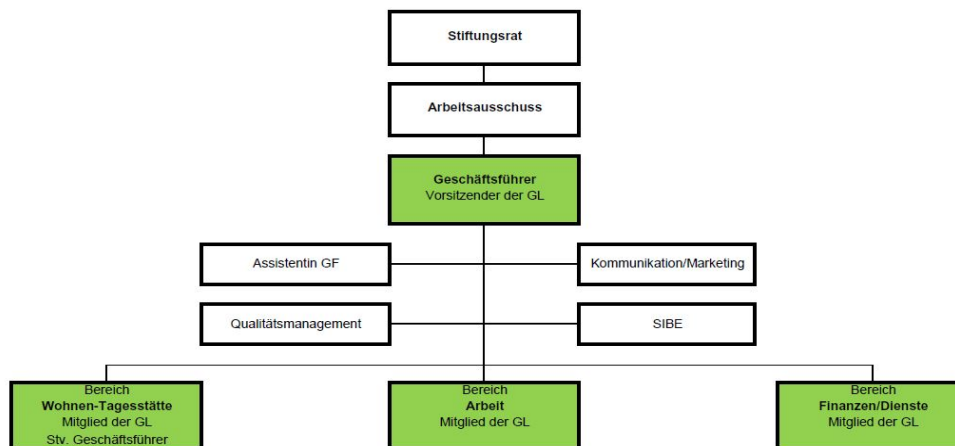 Stiftungsrat
Arbeitsausschuss
Geschäftsführer
Vorsitzender der GL
Assistentin GF
Kommunikation/Marketing
Qualitätsmanagement
SIBE
Bereich
Wohnen-Tagesstätte
Mitglied der GL
Stv. Geschäftsführer
Bereich
Arbeit
Mitglied der GL
Bereich
Finanzen/Dienste
Mitglied der GL